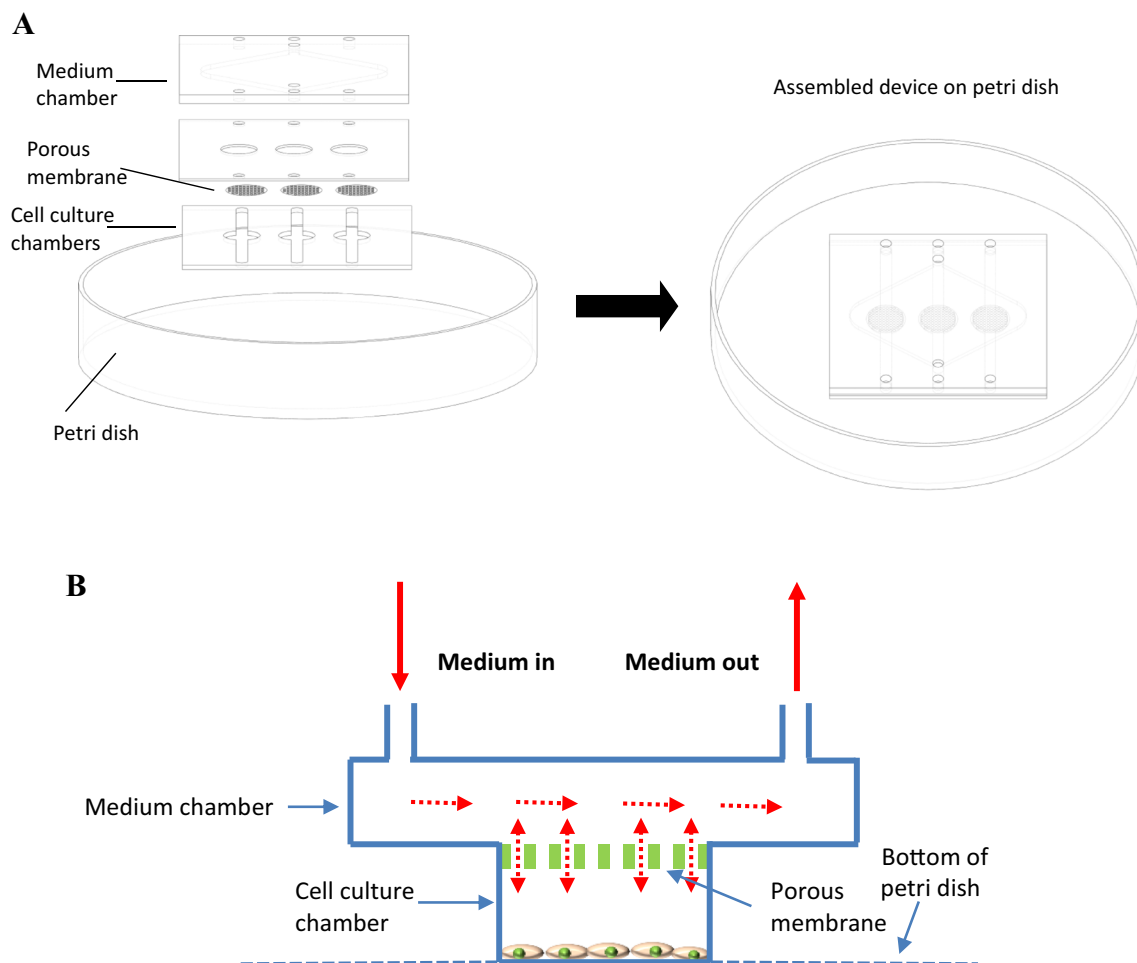 A
Medium
chamber
Porous
membrane
Cell culture
chambers
Petri dish
Assembled device on petri dish
B
Medium in
Medium out
Medium chamber
Cell culture
chamber
Porous
membrane
Bottom of
petri dish